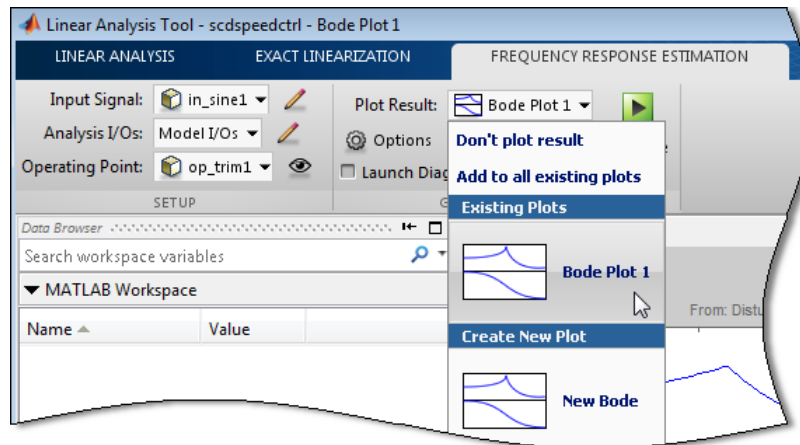 Linear Analysis Tool - scdspeedctrl - Bode Plot 1
LINEAR ANALYSIS EXACT LINEARIZATION FREQUENCY RESPONSE ESTIMATION
Input Signal: in_sine1 Plot Result: Bode Plot 1
Analysis I/Os: Model I/Os Options
Operating Point: op_trim1 Launch Diag
SETUP
Don't plot result
Add to all existing plots
Existing Plots
Bode Plot 1
Create New Plot
New Bode
Data Browser
Search workspace variables
MATLAB Workspace
Name Value
From: Distu